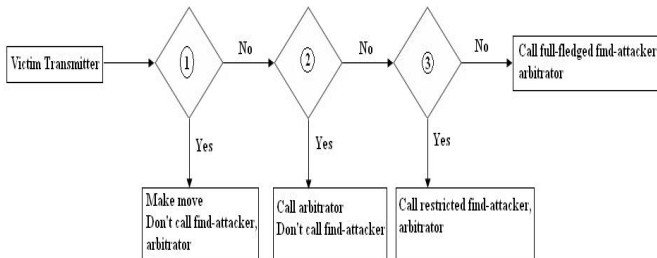 Victim Transmitter
1
No
2
No
3
No
Call full-fledged find-attacker
arbitrator
Yes
Yes
Yes
Make move
Don't call find-attacker,
arbitrator
Call arbitrator
Don't call find-attacker
Call restricted find-attacker,
arbitrator